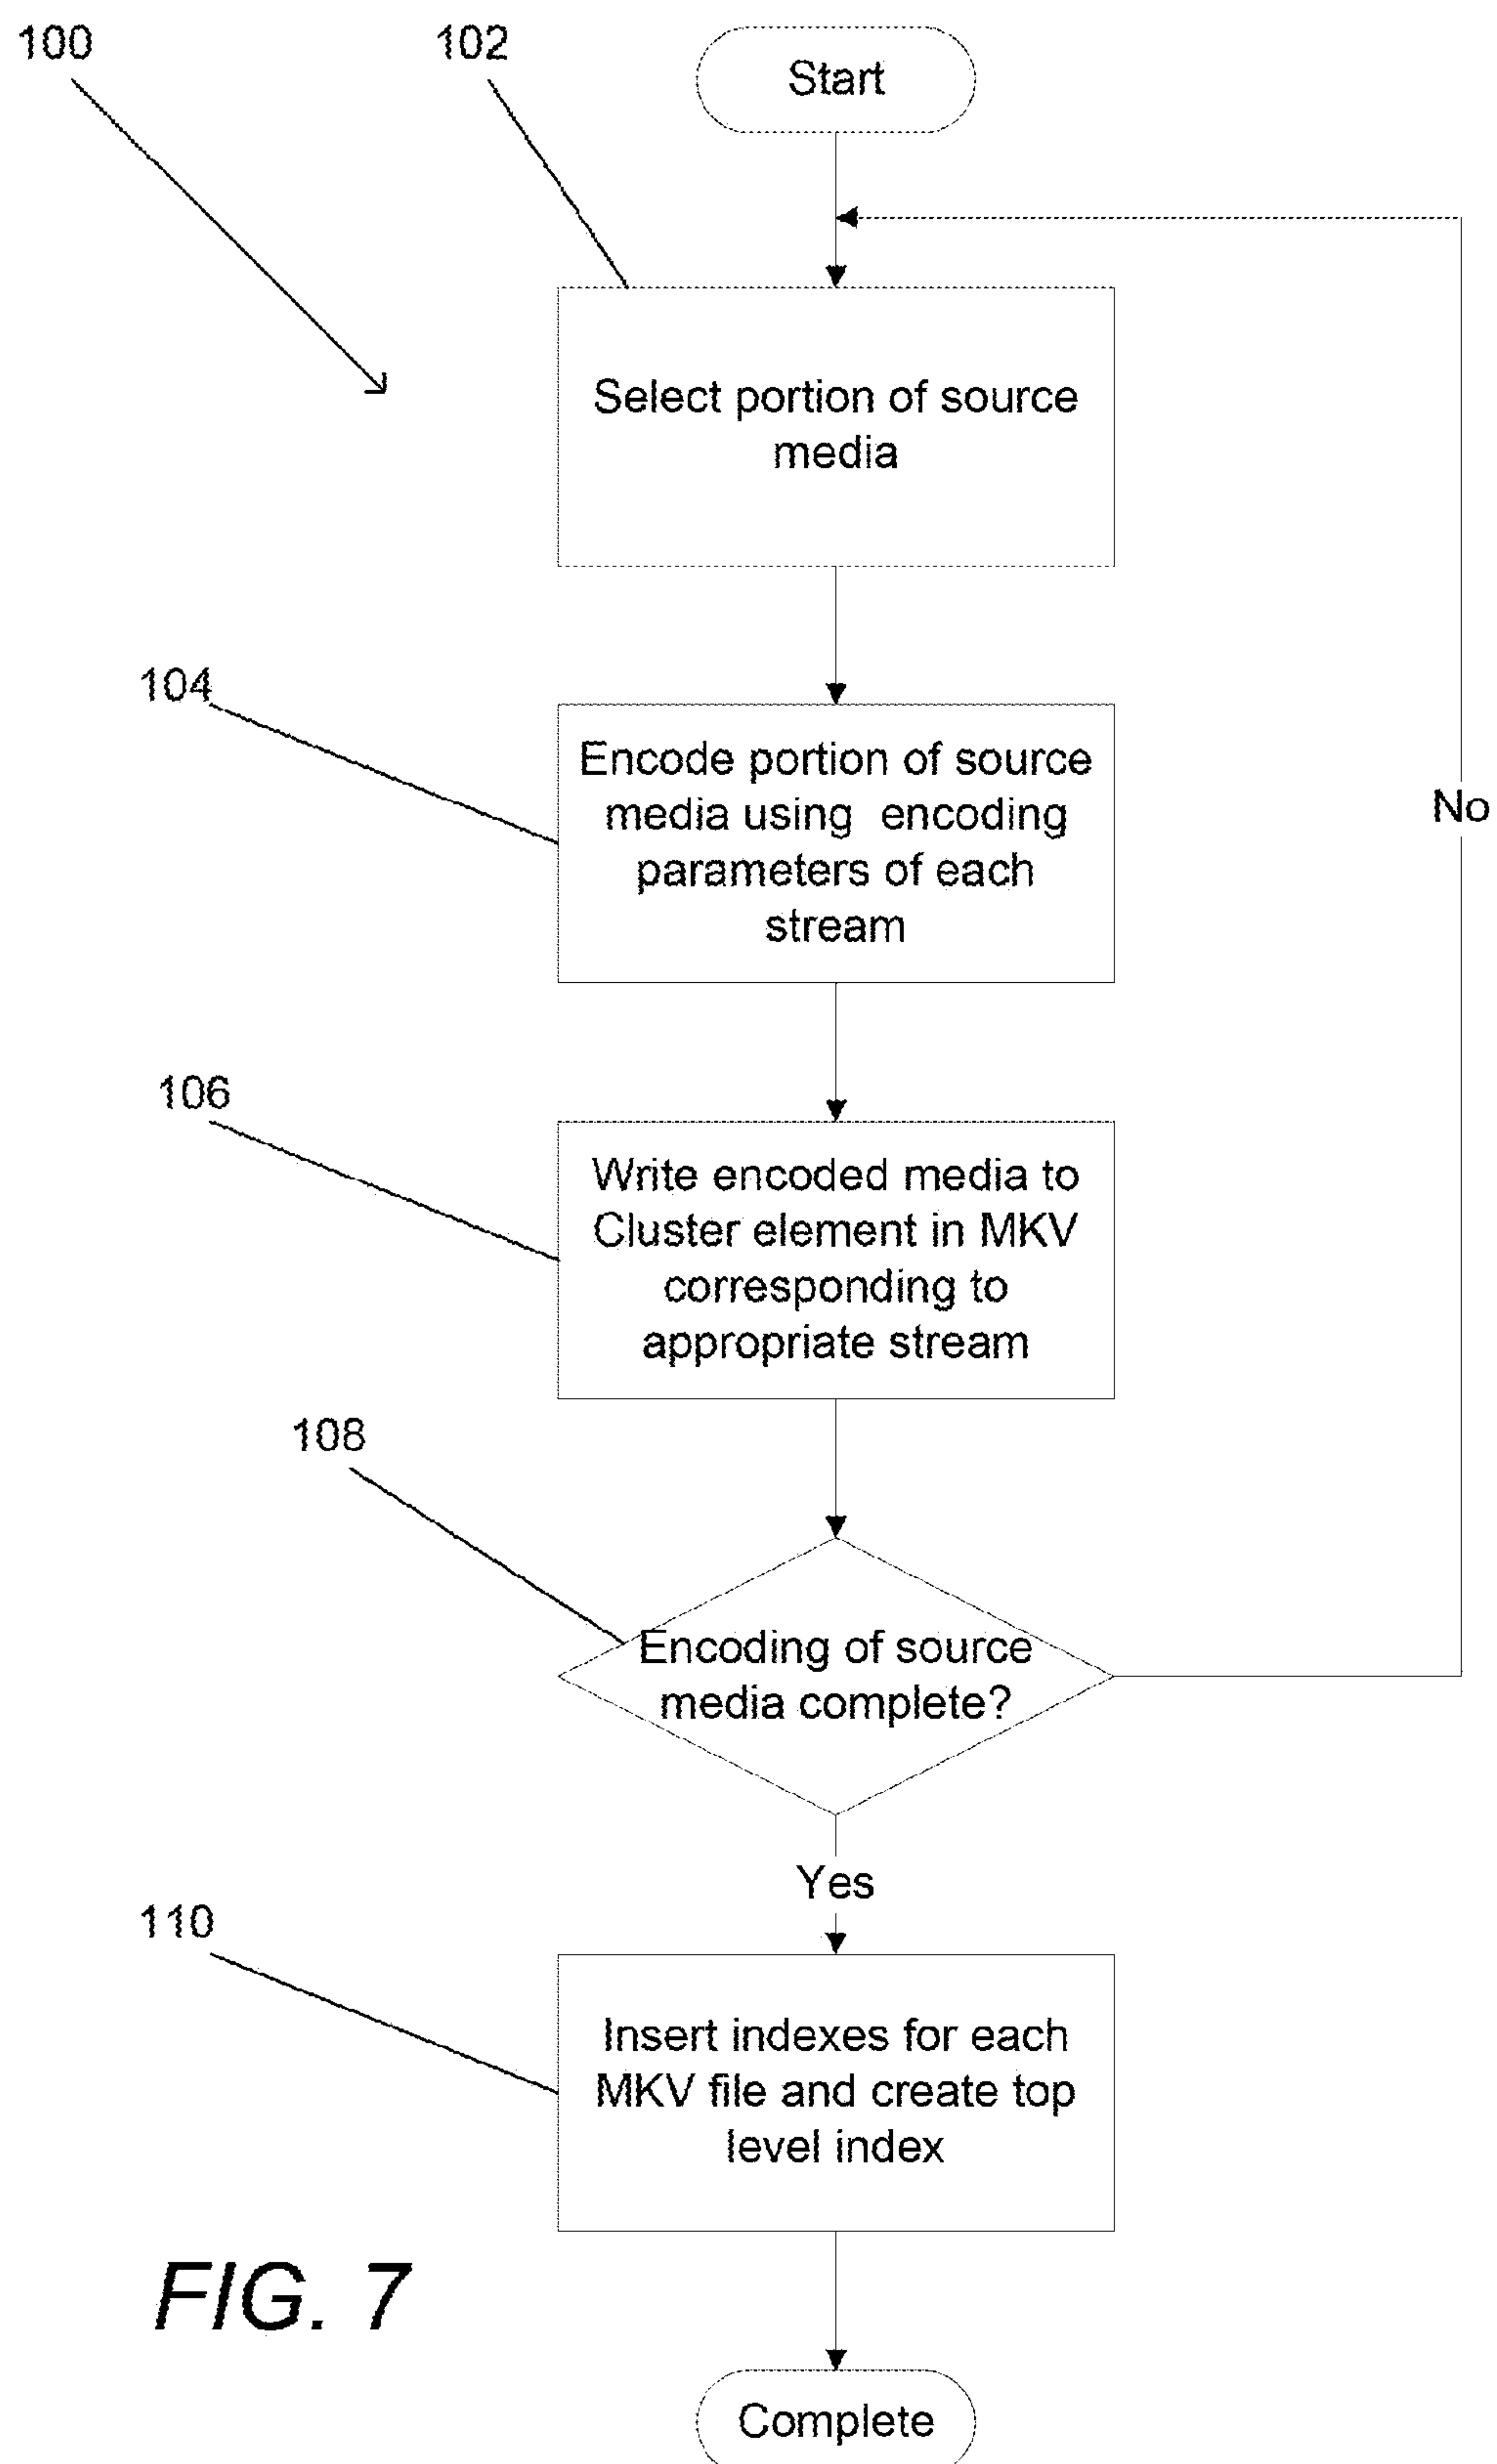 100
102
Start
Select portion of source
media
104
Encode portion of source
media using encoding
parameters of each
stream
No
106
Write encoded media to
Cluster element in MKV
corresponding to
appropriate stream
108
Encoding of source
media complete?
Yes
110
Insert indexes for each
MKV file and create top
level index
FIG. 7
Complete